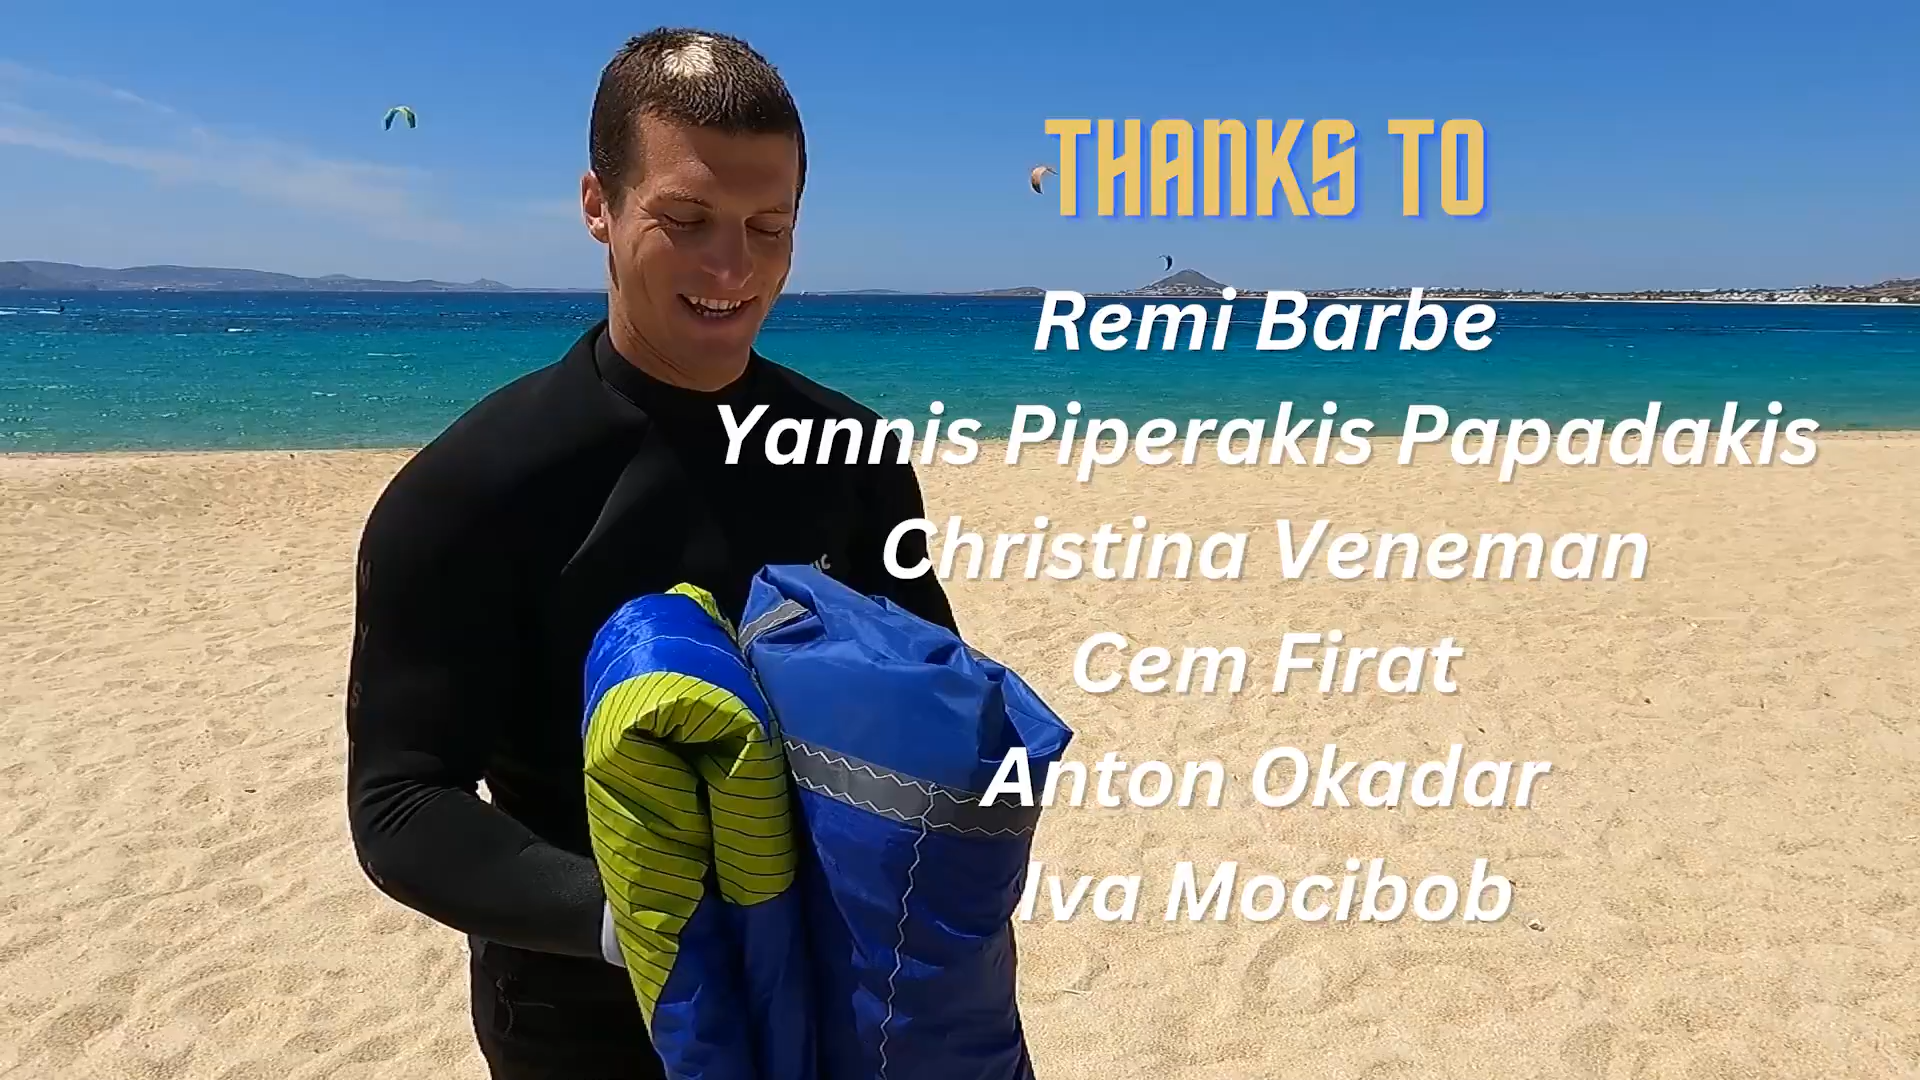 THANKS TO
Remi Barbe
Yannis Piperakis Papadakis
Christina Veneman
Cem Firat
Anton Okadar
Iva Mocibob